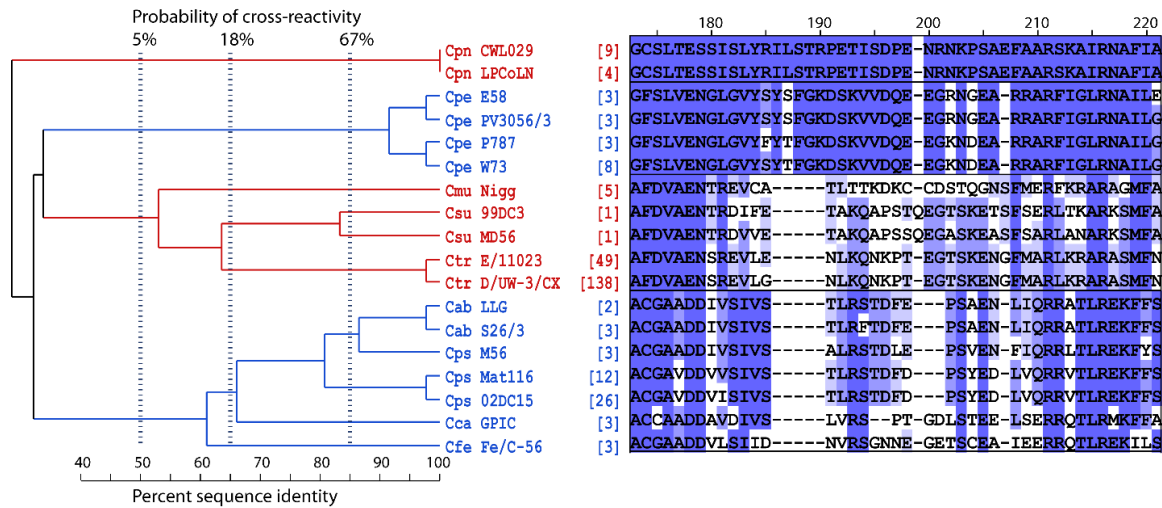 Probability of cross-reactivity
5% 18% 67%
180 190 200 210 220
Cpn CWL029 [9] GCSLTESSISLYRILSTRPETISDPE-NRNKPSAEFAARSKAIRNAFIA
Cpn LPCoLN [4] GCSLTESSISLYRILSTRPETISDPE-NRNKPSAEFAARSKAIRNAFIA
Cpe E58 [3] GFSLVENGLGVYSYSFGKDSKVVDQE-EGRNGEA-RRARFIGLRNAILE
Cpe PV3056/3 [3] GFSLVENGLGVYSYSFGKDSKVVDQE-EGRNGEA-RRARFIGLRNAILG
Cpe P787 [3] GFSLVENGLGVYFYTFGKDSKVVDQE-EGKNDEA-RRARFIGLRNAILG
Cpe W73 [8] GFSLVENGLGVYSYTFGKDSKVVDQE-EGKNDEA-RRARFIGLRNAILG
Cmu Nigg [5] AFDVAENTREVCA-----TLTTKDKC-CDSTQGNSFMERFKRARAGMFA
Csu 99DC3 [1] AFDVAENTRDIFE-----TAKQAPSTQEGTSKETSFSERLTKARKSMFA
Csu MD56 [1] AFDVAENTRDVVE-----TAKQAPSSQEGASKEASFSARLANARKSMFA
Ctr E/11023 [49] AFDVAENSREVLE-----NLKQNKPT-EGTSKENGFMARLKRARASMFN
Ctr D/UW-3/CX [138] AFDVAENSREVLG-----NLKQNKPT-EGTSKENGFMARLKRARASMFN
Cab LLG [2] ACGAADDIVSIVS-----TLRSTDFE---PSAEN-LIQRRATLREKFFS
Cab S26/3 [3] ACGAADDIVSIVS-----TLRFTDFE---PSAEN-LIQRRATLREKFFS
Cps M56 [3] ACGAADDIVSIVS-----ALRSTDLE---PSVEN-FIQRRLTLREKFYS
Cps Mat116 [12] ACGAVDDVVSIVS-----TLRSTDFD---PSYED-LVQRRVTLREKFFS
Cps 02DC15 [26] ACGAVDDVISIVS-----TLRSTDFD---PSYED-LVQRRVTLREKFFS
Cca GPIC [3] ACCAADAVDIVS-----LVRS--PT-GDLSTEE-LSERRQTLRMKFFA
Cfe Fe/C-56 [3] ACGAADDVLSIID-----NVRSGNNE-GETSCEA-IEERRQTLREKILS
40 50 60 70 80 90 100
Percent sequence identity